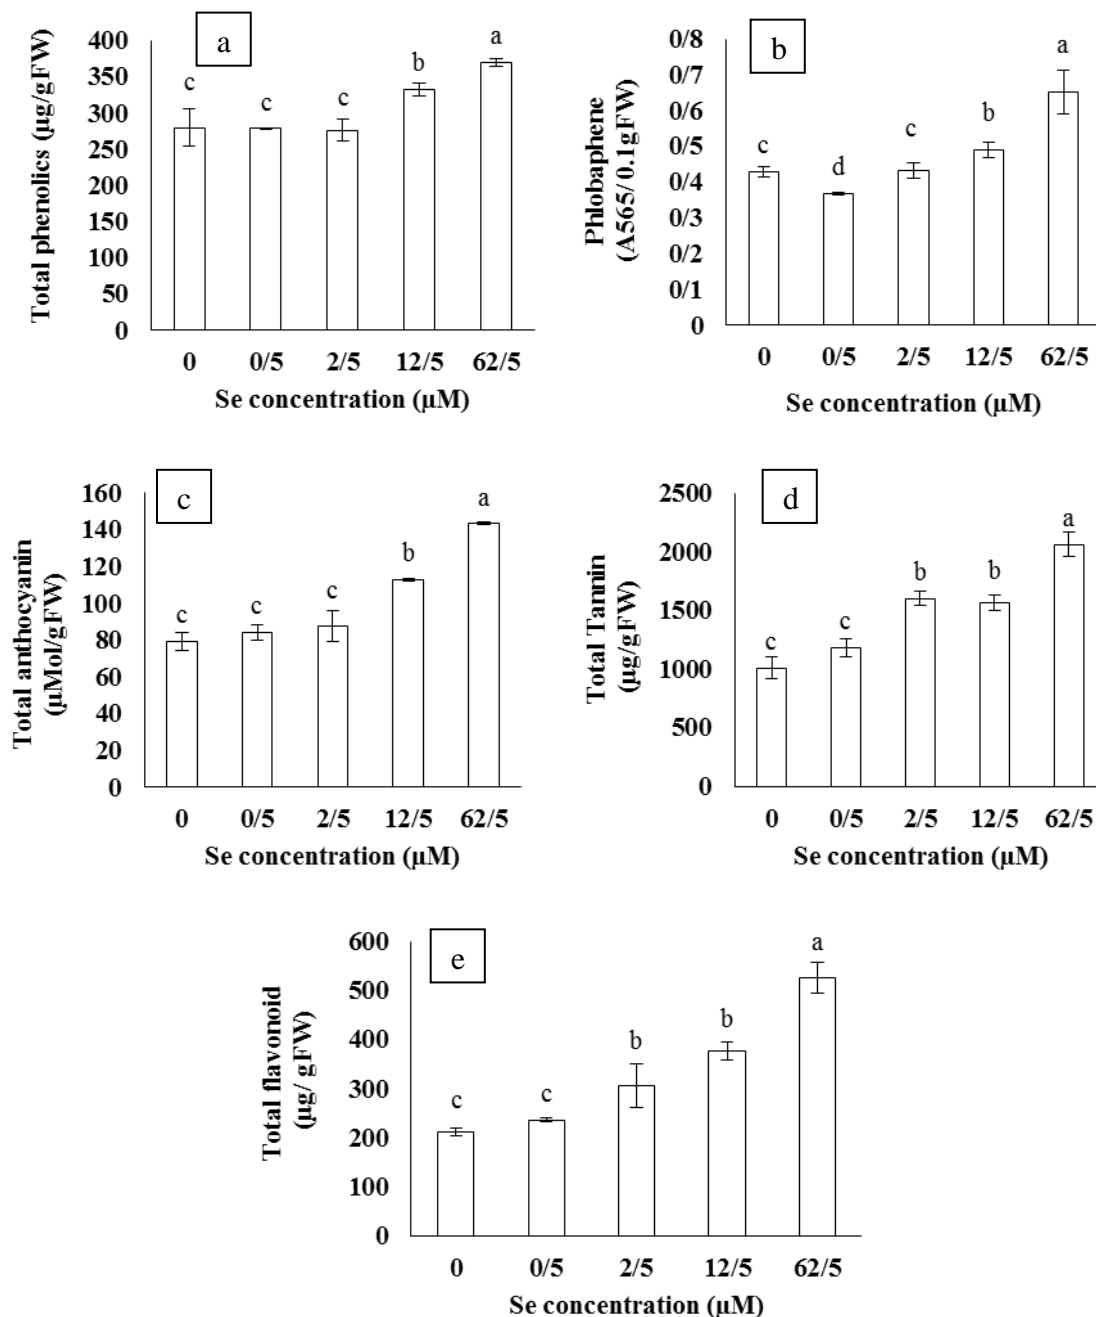 a
Total phenolics (µg/gFW)
400
350
300
250
200
150
100
50
0
c
c
c
b
a
0 0/5 2/5 12/5 62/5
Se concentration (µM)
b
Phlobaphene
(A565/ 0.1gFW)
0/8
0/7
0/6
0/5
0/4
0/3
0/2
0/1
0
c
d
c
b
a
0 0/5 2/5 12/5 62/5
Se concentration (µM)
c
Total anthocyanin
(µMol/gFW)
160
140
120
100
80
60
40
20
0
c
c
c
b
a
0 0/5 2/5 12/5 62/5
Se concentration (µM)
d
Total Tannin
(µg/gFW)
2500
2000
1500
1000
500
0
c
c
b
b
a
0 0/5 2/5 12/5 62/5
Se concentration (µM)
e
Total flavonoid
(µg/ gFW)
600
500
400
300
200
100
0
c
c
b
b
a
0 0/5 2/5 12/5 62/5
Se concentration (µM)